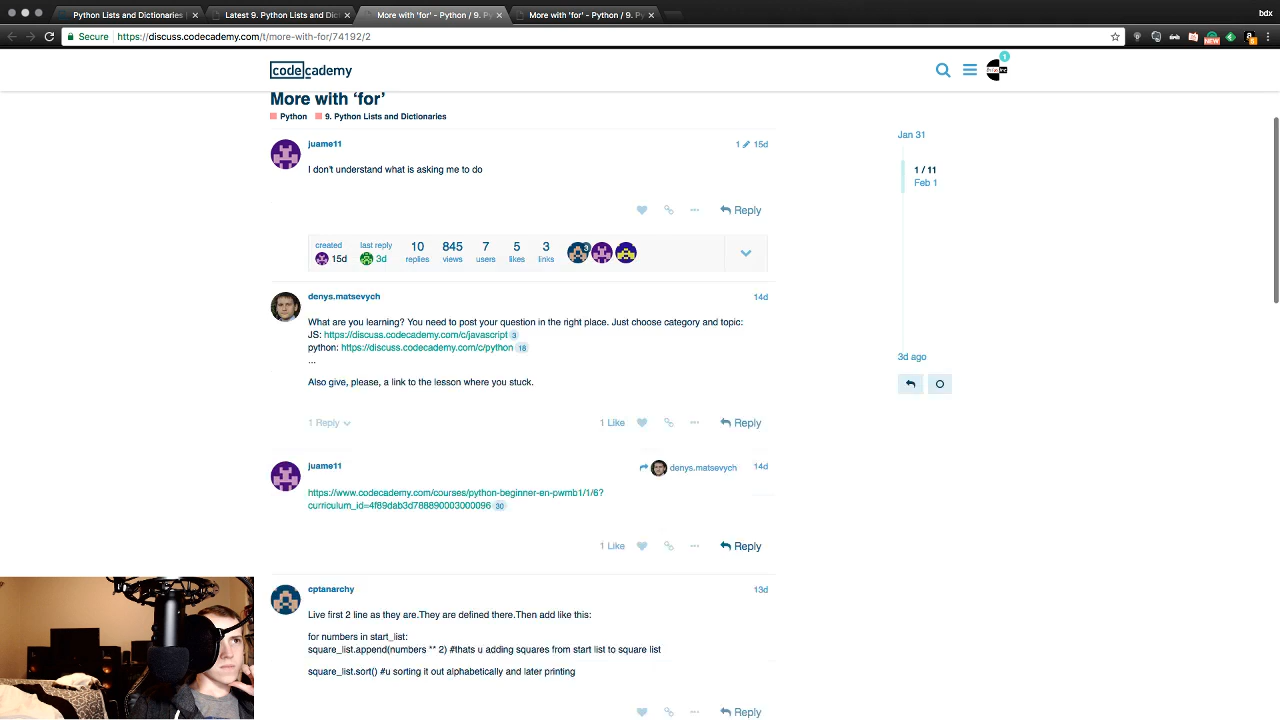 Python Lists and Dictionaries
Latest 9. Python Lists and Dict
More with 'for' - Python / 9. P
More with 'for' - Python / 9. P
bdx
Secure
https://discuss.codecademy.com/t/more-with-for/74192/2
NEW
codecademy
1
More with ‘for’
Python 9. Python Lists and Dictionaries
Jan 31
juame11
1 15d
I don't understand what is asking me to do
1 / 11
Feb 1
Reply
created last reply 10 845 7 5 3
15d 3d replies views users likes links
3
denys.matsevych
14d
What are you learning? You need to post your question in the right place. Just choose category and topic:
JS: https://discuss.codecademy.com/c/javascript 3
python: https://discuss.codecademy.com/c/python 18
...
3d ago
Also give, please, a link to the lesson where you stuck.
1 Reply 1 Like Reply
juame11
denys.matsevych 14d
https://www.codecademy.com/courses/python-beginner-en-pwmb1/1/6?
curriculum_id=4f89dab3d788890003000096 30
1 Like Reply
cptanarchy
13d
Live first 2 line as they are.They are defined there.Then add like this:
for numbers in start_list:
square_list.append(numbers ** 2) #thats u adding squares from start list to square list
square_list.sort() #u sorting it out alphabetically and later printing
Reply